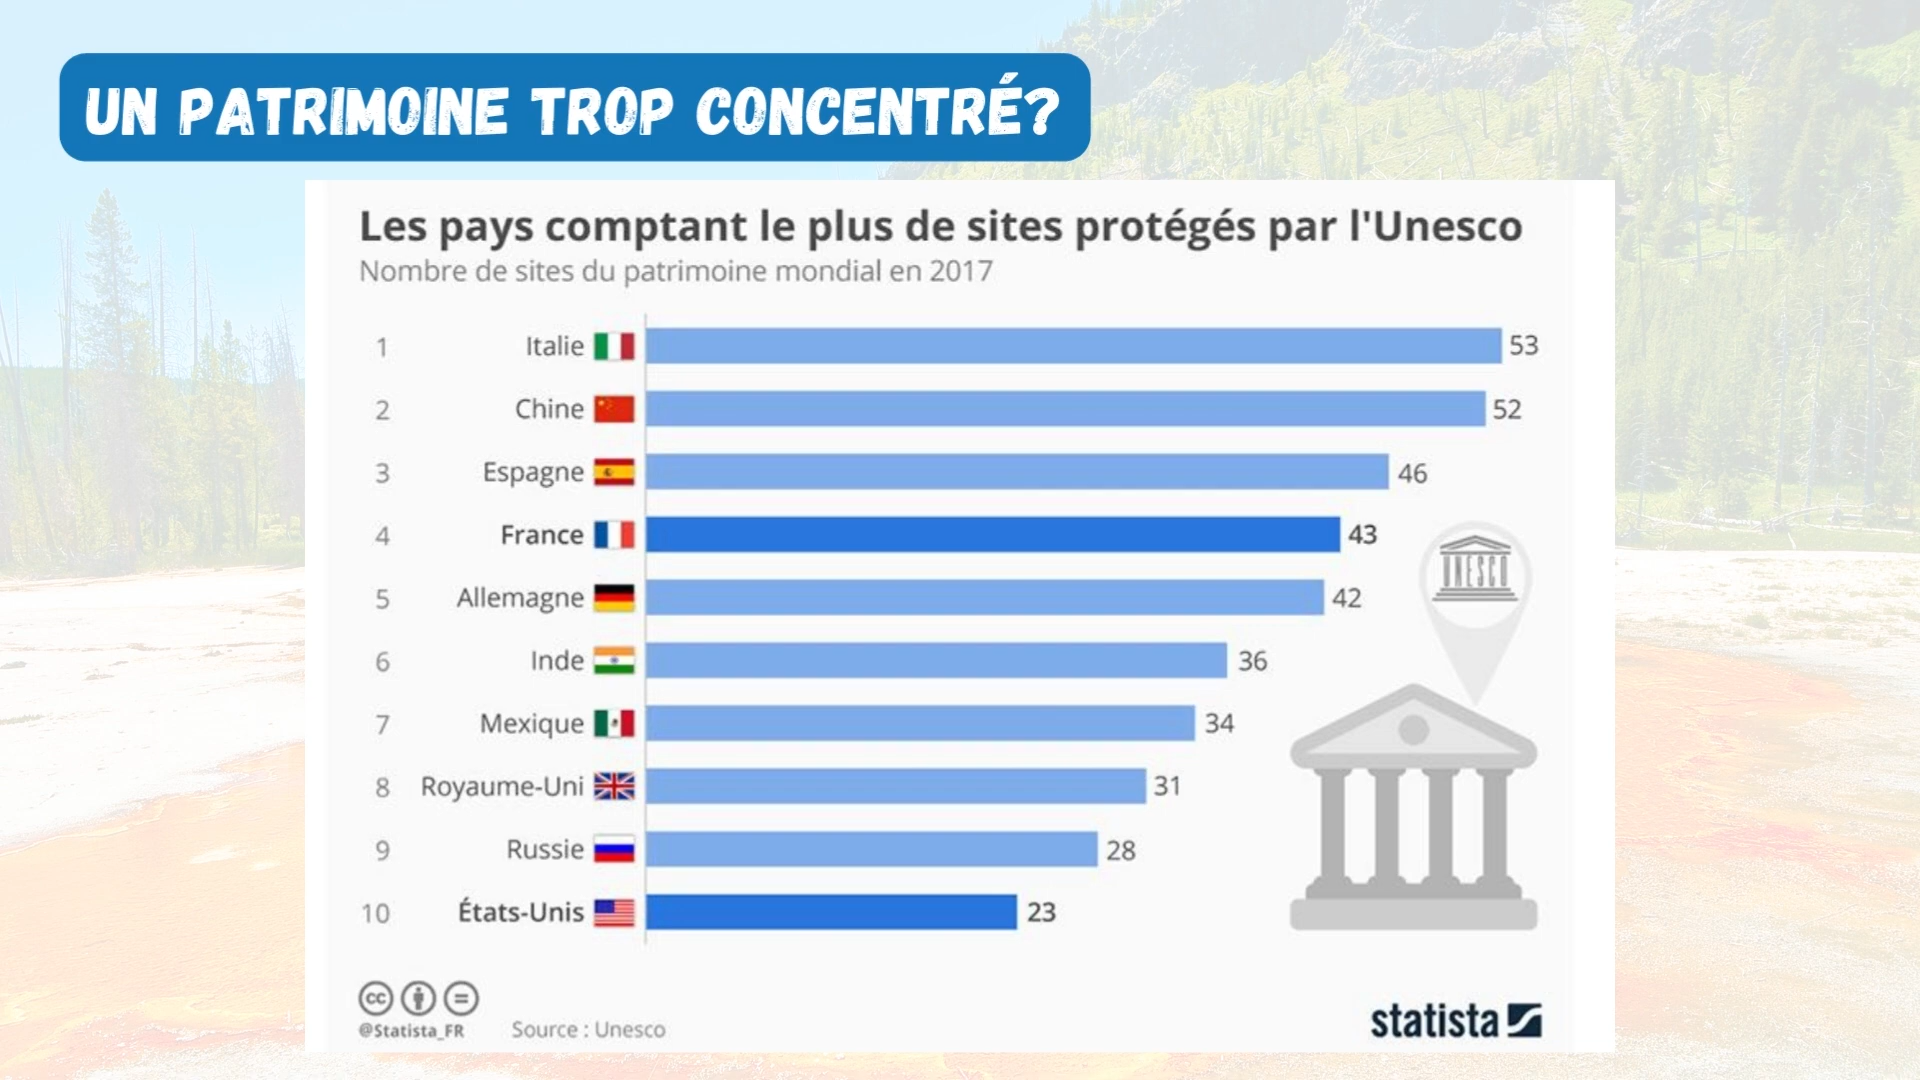 UN PATRIMOINE TROP CONCENTRÉ?
Les pays comptant le plus de sites protégés par l'Unesco
Nombre de sites du patrimoine mondial en 2017
1 Italie 53
2 Chine 52
3 Espagne 46
4 France 43
5 Allemagne 42
UNESCO
6 Inde 36
7 Mexique 34
8 Royaume-Uni 31
9 Russie 28
10 États-Unis 23
cc
@Statista_FR Source : Unesco
statista